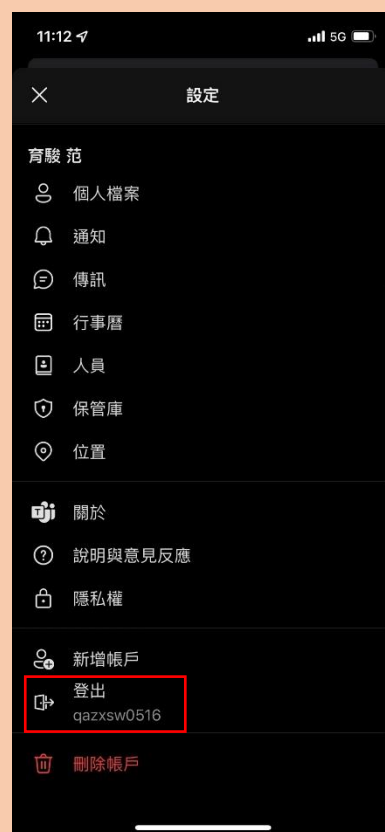 11:12
5G
設定
育駿 范
個人檔案
通知
傳訊
行事曆
人員
保管庫
位置
關於
說明與意見反應
隱私權
新增帳戶
登出
qazxsw0516
刪除帳戶